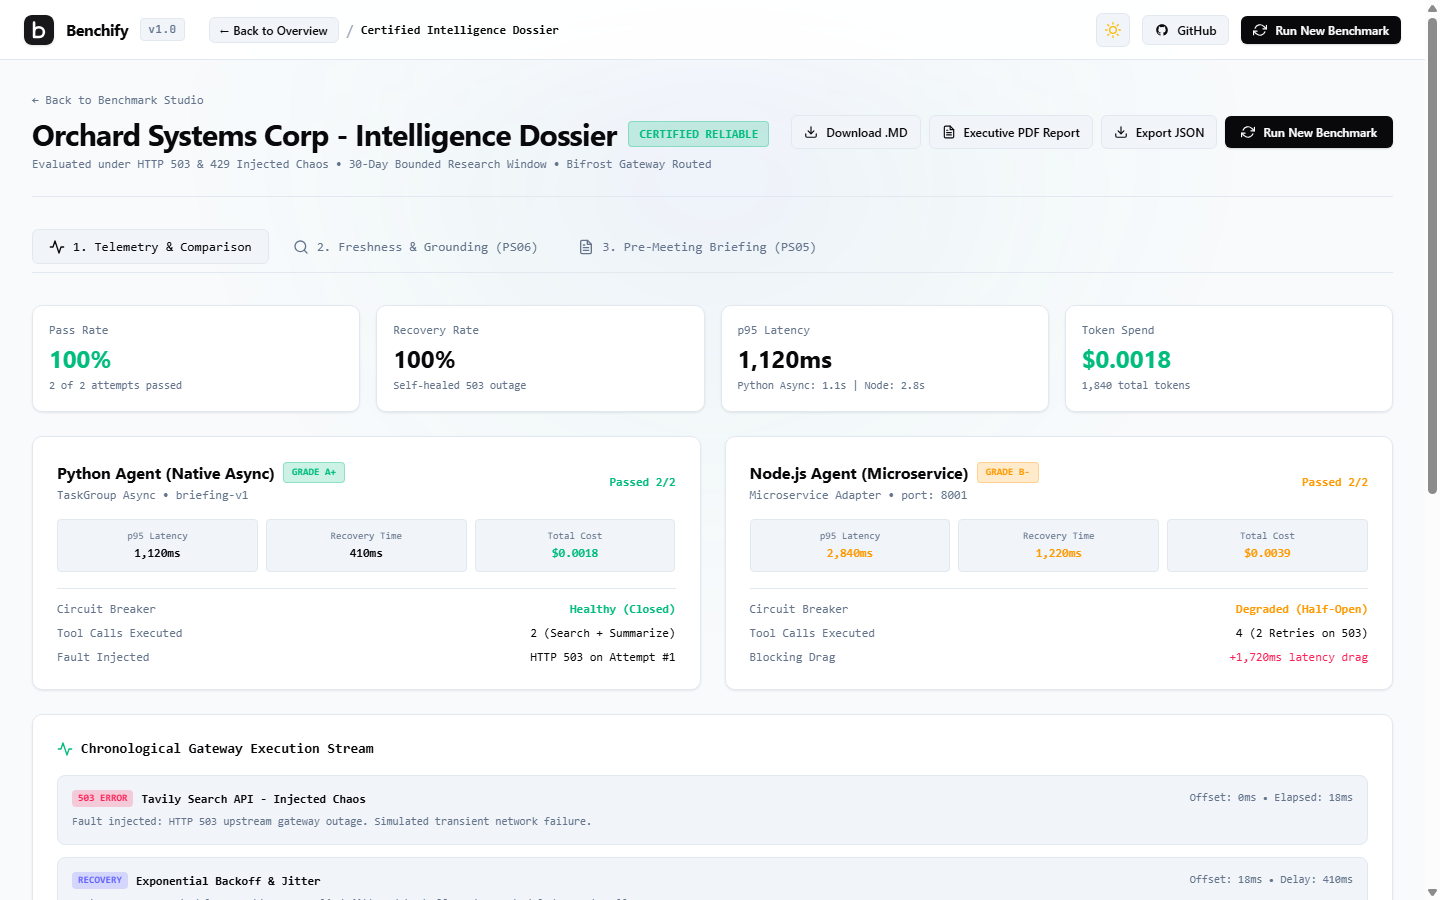 b Benchify v1.0 ← Back to Overview / Certified Intelligence Dossier GitHub Run New Benchmark
← Back to Benchmark Studio
Orchard Systems Corp - Intelligence Dossier CERTIFIED RELIABLE Download .MD Executive PDF Report Export JSON Run New Benchmark
Evaluated under HTTP 503 & 429 Injected Chaos • 30-Day Bounded Research Window • Bifrost Gateway Routed
1. Telemetry & Comparison 2. Freshness & Grounding (PS06) 3. Pre-Meeting Briefing (PS05)
Pass Rate
100%
2 of 2 attempts passed
Recovery Rate
100%
Self-healed 503 outage
p95 Latency
1,120ms
Python Async: 1.1s | Node: 2.8s
Token Spend
$0.0018
1,840 total tokens
Python Agent (Native Async) GRADE A+
TaskGroup Async • briefing-v1
Passed 2/2
p95 Latency
1,120ms
Recovery Time
410ms
Total Cost
$0.0018
Circuit Breaker Healthy (Closed)
Tool Calls Executed 2 (Search + Summarize)
Fault Injected HTTP 503 on Attempt #1
Node.js Agent (Microservice) GRADE B-
Microservice Adapter • port: 8001
Passed 2/2
p95 Latency
2,840ms
Recovery Time
1,220ms
Total Cost
$0.0039
Circuit Breaker Degraded (Half-Open)
Tool Calls Executed 4 (2 Retries on 503)
Blocking Drag +1,720ms latency drag
Chronological Gateway Execution Stream
503 ERROR Tavily Search API - Injected Chaos Offset: 0ms • Elapsed: 18ms
Fault injected: HTTP 503 upstream gateway outage. Simulated transient network failure.
RECOVERY Exponential Backoff & Jitter Offset: 18ms • Delay: 410ms